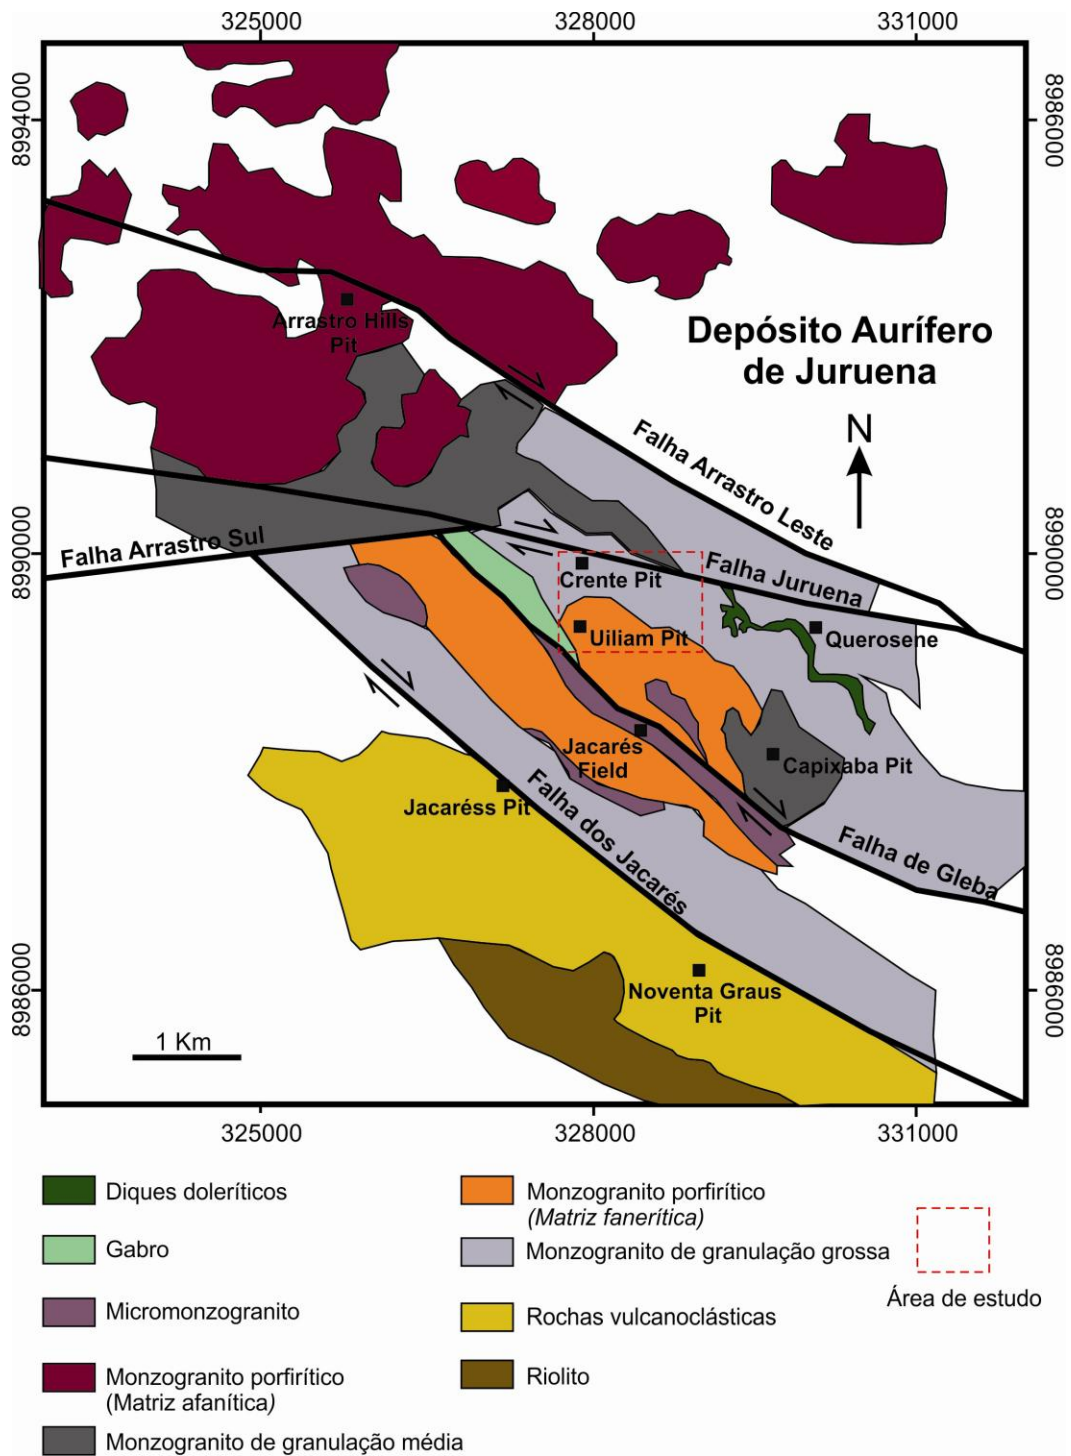 325000
328000
331000
8994000
8994000
Arrastro Hills
Pit
Depósito Aurífero
de Juruena
N
Falha Arrastro Leste
8990000
8990000
Falha Arrastro Sul
Falha Juruena
Crente Pit
Uiliam Pit
Querosene
Jacarés
Field
Capixaba Pit
Jacaréss Pit
Falha dos Jacarés
Falha de Gleba
8986000
8986000
Noventa Graus
Pit
1 Km
325000
328000
331000
Diques doleríticos
Monzogranito porfirítico
(Matriz fanerítica)
Gabro
Monzogranito de granulação grossa
Área de estudo
Micromonzogranito
Rochas vulcanoclásticas
Monzogranito porfirítico
(Matriz afanítica)
Riolito
Monzogranito de granulação média